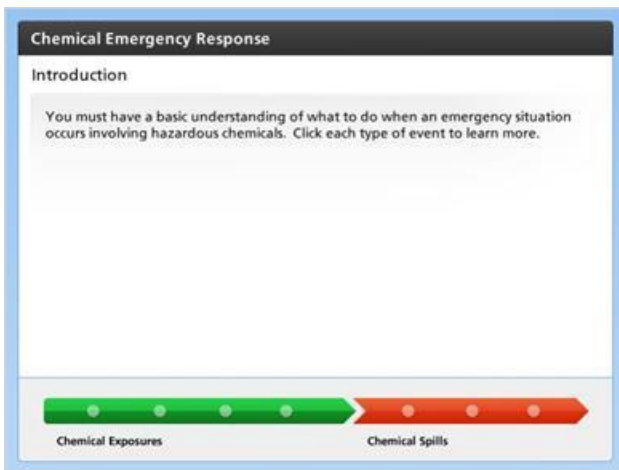 Chemical Emergency Response
Introduction
You must have a basic understanding of what to do when an emergency situation
occurs involving hazardous chemicals.  Click each type of event to learn more.
Chemical Exposures
Chemical Spills